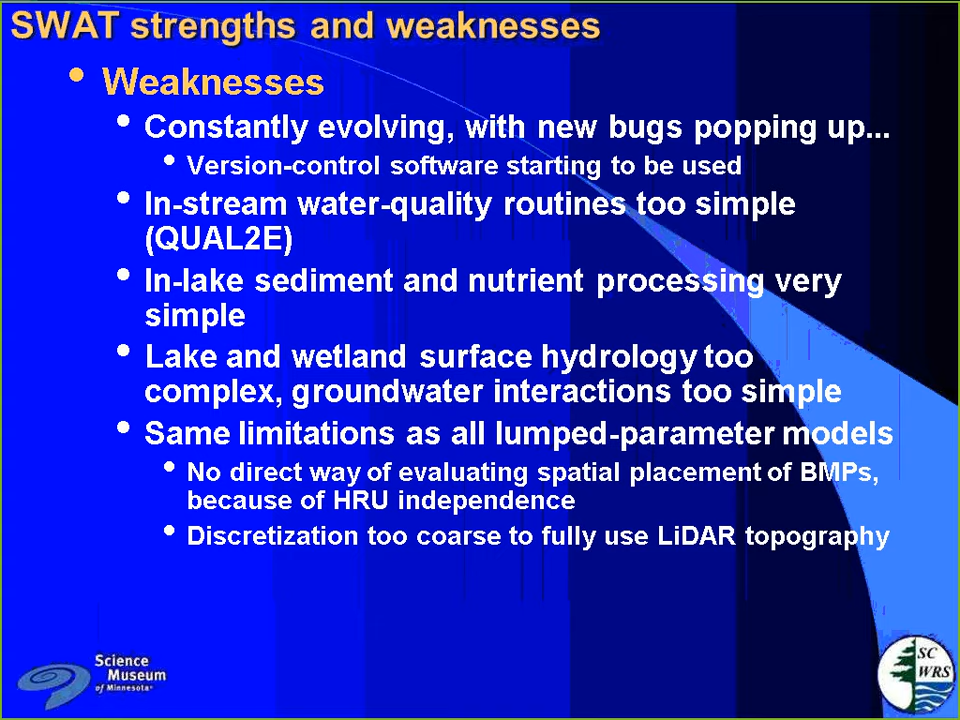 SWAT strengths and weaknesses
• Weaknesses
• Constantly evolving, with new bugs popping up...
• Version-control software starting to be used
• In-stream water-quality routines too simple
(QUAL2E)
• In-lake sediment and nutrient processing very
simple
• Lake and wetland surface hydrology too
complex, groundwater interactions too simple
• Same limitations as all lumped-parameter models
• No direct way of evaluating spatial placement of BMPs,
because of HRU independence
• Discretization too coarse to fully use LiDAR topography
Science
Museum
of Minnesota®
SC
WRS